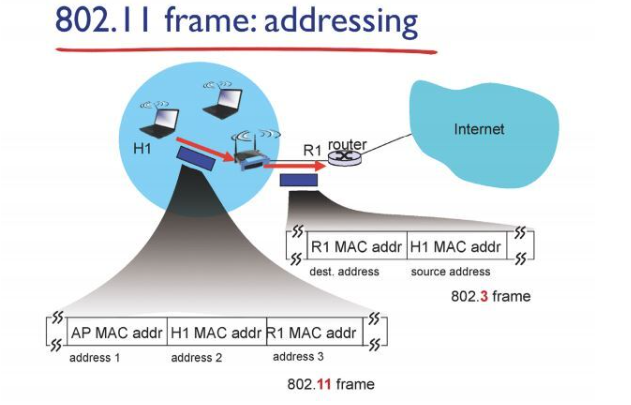 802.11 frame: addressing
H1
R1 router
Internet
R1 MAC addr H1 MAC addr
dest. address source address
802.3 frame
AP MAC addr H1 MAC addr R1 MAC addr
address 1 address 2 address 3
802.11 frame